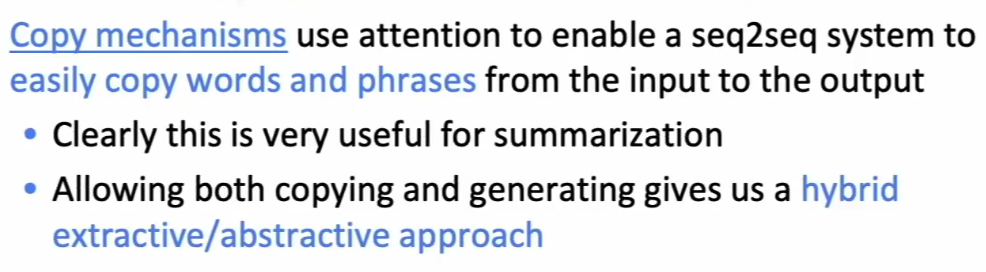 Copy mechanisms use attention to enable a seq2seq system to
easily copy words and phrases from the input to the output
• Clearly this is very useful for summarization
• Allowing both copying and generating gives us a hybrid
extractive/abstractive approach